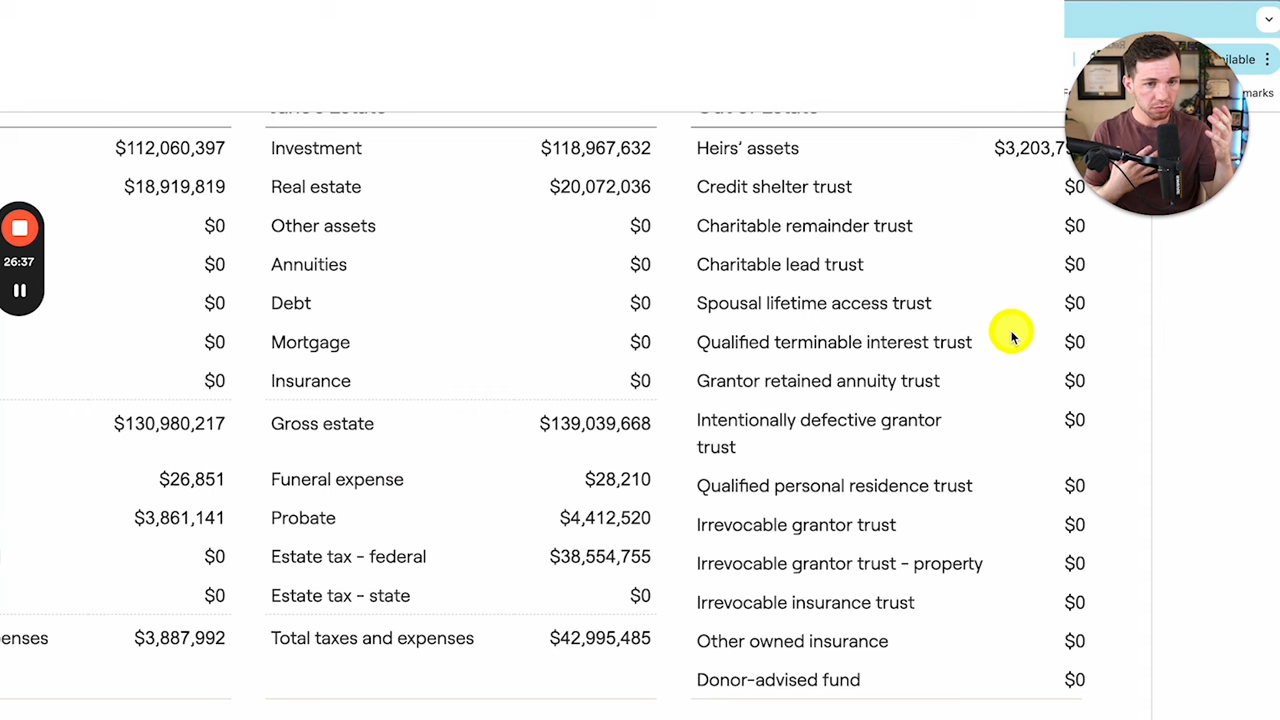 ilable
marks
$112,060,397 Investment $118,967,632 Heirs’ assets
$18,919,819 Real estate $20,072,036 Credit shelter trust $0
$0 Other assets $0 Charitable remainder trust $0
$0 Annuities $0 Charitable lead trust $0
26:37
$0 Debt $0 Spousal lifetime access trust $0
$0 Mortgage $0 Qualified terminable interest trust $0
$0 Insurance $0 Grantor retained annuity trust $0
$130,980,217 Gross estate $139,039,668 Intentionally defective grantor $0
trust
$26,851 Funeral expense $28,210 Qualified personal residence trust $0
$3,861,141 Probate $4,412,520 Irrevocable grantor trust $0
$0 Estate tax - federal $38,554,755 Irrevocable grantor trust - property $0
$0 Estate tax - state $0 Irrevocable insurance trust $0
enses $3,887,992 Total taxes and expenses $42,995,485 Other owned insurance $0
Donor-advised fund $0